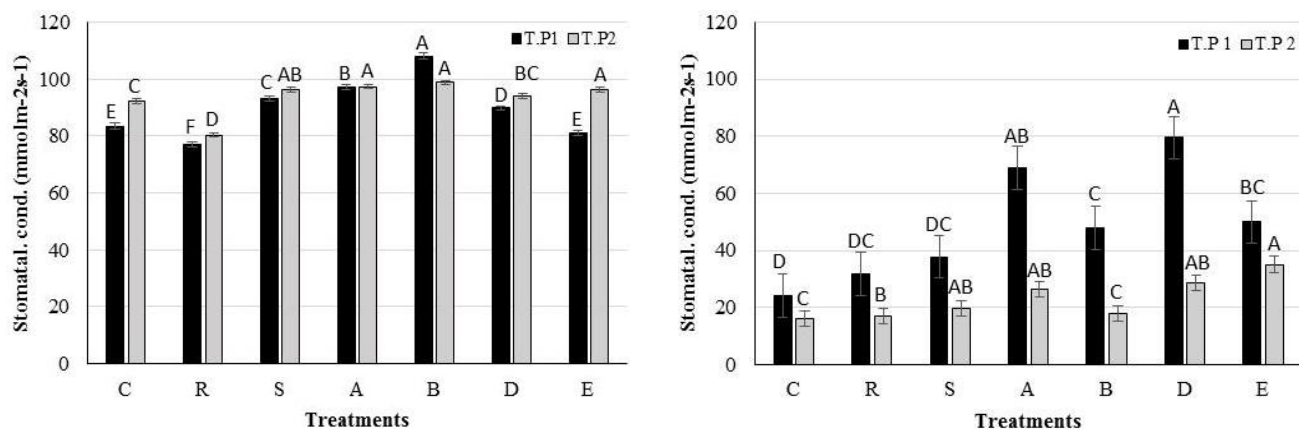 Stomatal. cond. (mmolm-2s-1)
120
100
80
60
40
20
0
T.P1 T.P2
E C
F D
C AB
B A
A A
D BC
E A
C R S A B D E
Treatments
Stomatal. cond. (mmolm-2s-1)
120
100
80
60
40
20
0
T.P 1 T.P 2
D C
DC B
DC AB
AB AB
C C
A AB
BC A
C R S A B D E
Treatments